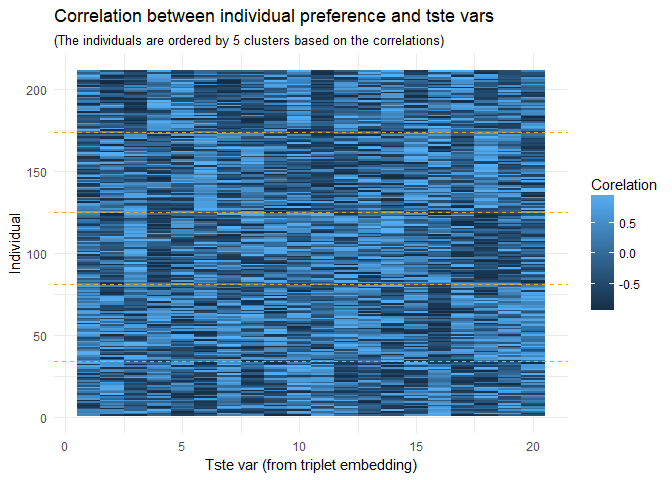 Correlation between individual preference and tste vars
(The individuals are ordered by 5 clusters based on the correlations)
200
150
100
50
0
Individual
0 5 10 15 20
Tste var (from triplet embedding)
Corelation
0.5
0.0
-0.5